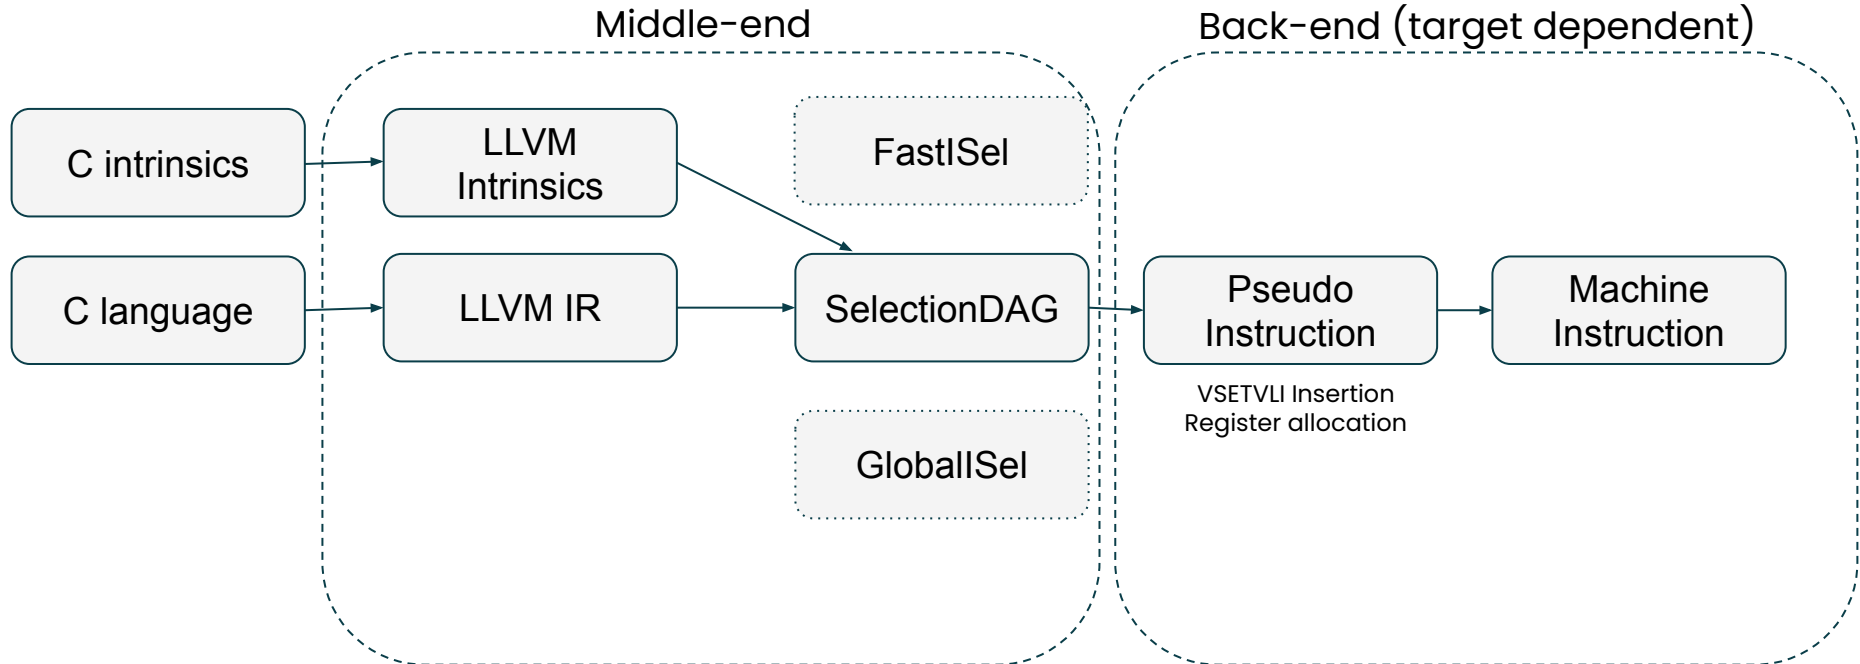 Middle-end
Back-end (target dependent)
C intrinsics
LLVM
Intrinsics
FastISel
C language
LLVM IR
SelectionDAG
Pseudo
Instruction
Machine
Instruction
VSETVLI Insertion
Register allocation
GlobalISel